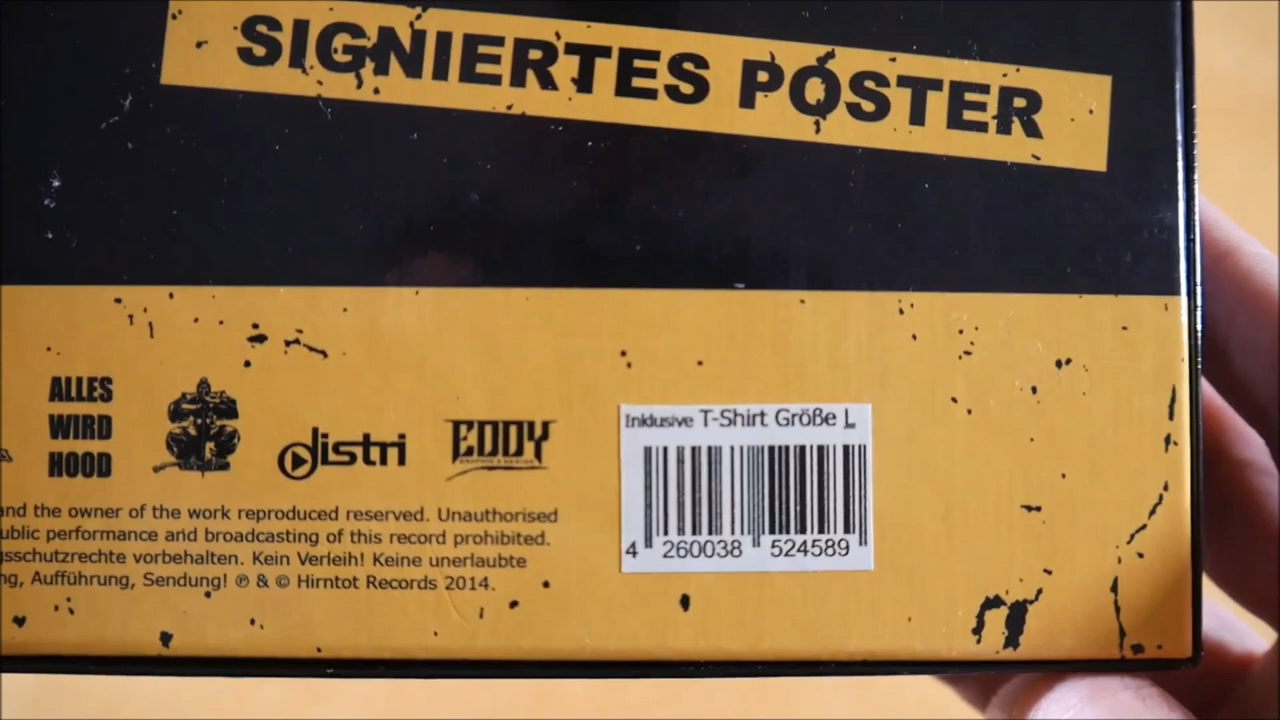 SIGNIERTES POSTER
ALLES
WIRD
HOOD
distri
EDDY
Inklusive T-Shirt Größe L
4 260038 524589
and the owner of the work reproduced reserved. Unauthorised
ublic performance and broadcasting of this record prohibited.
gsschutzrechte vorbehalten. Kein Verleih! Keine unerlaubte
ng, Aufführung, Sendung! ℗ & © Hirntot Records 2014.